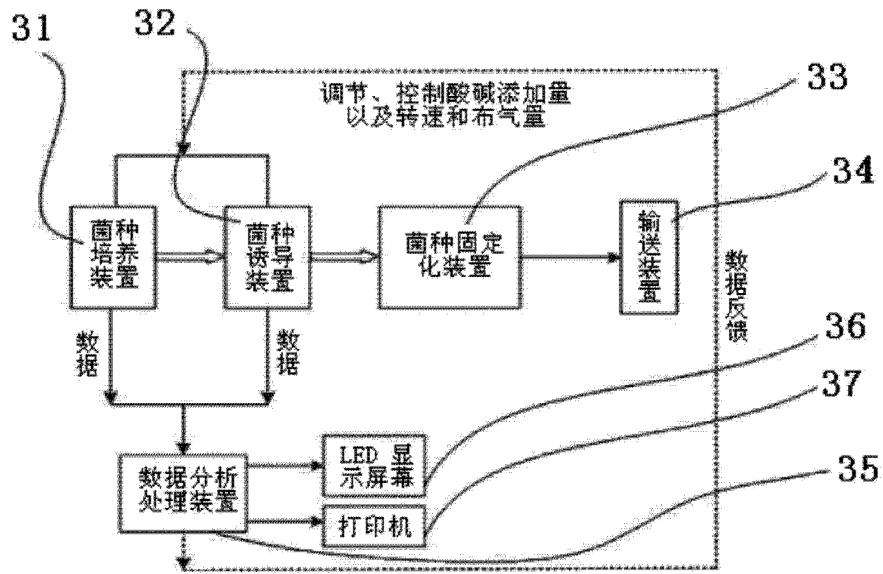 31
32
33
调节、控制酸碱添加量
以及转速和布气量
34
菌种
培养
装置
菌种
诱导
装置
菌种固定
化装置
输送装置
数据反馈
数据
数据
36
37
LED 显
示屏幕
数据分析
处理装置
35
打印机